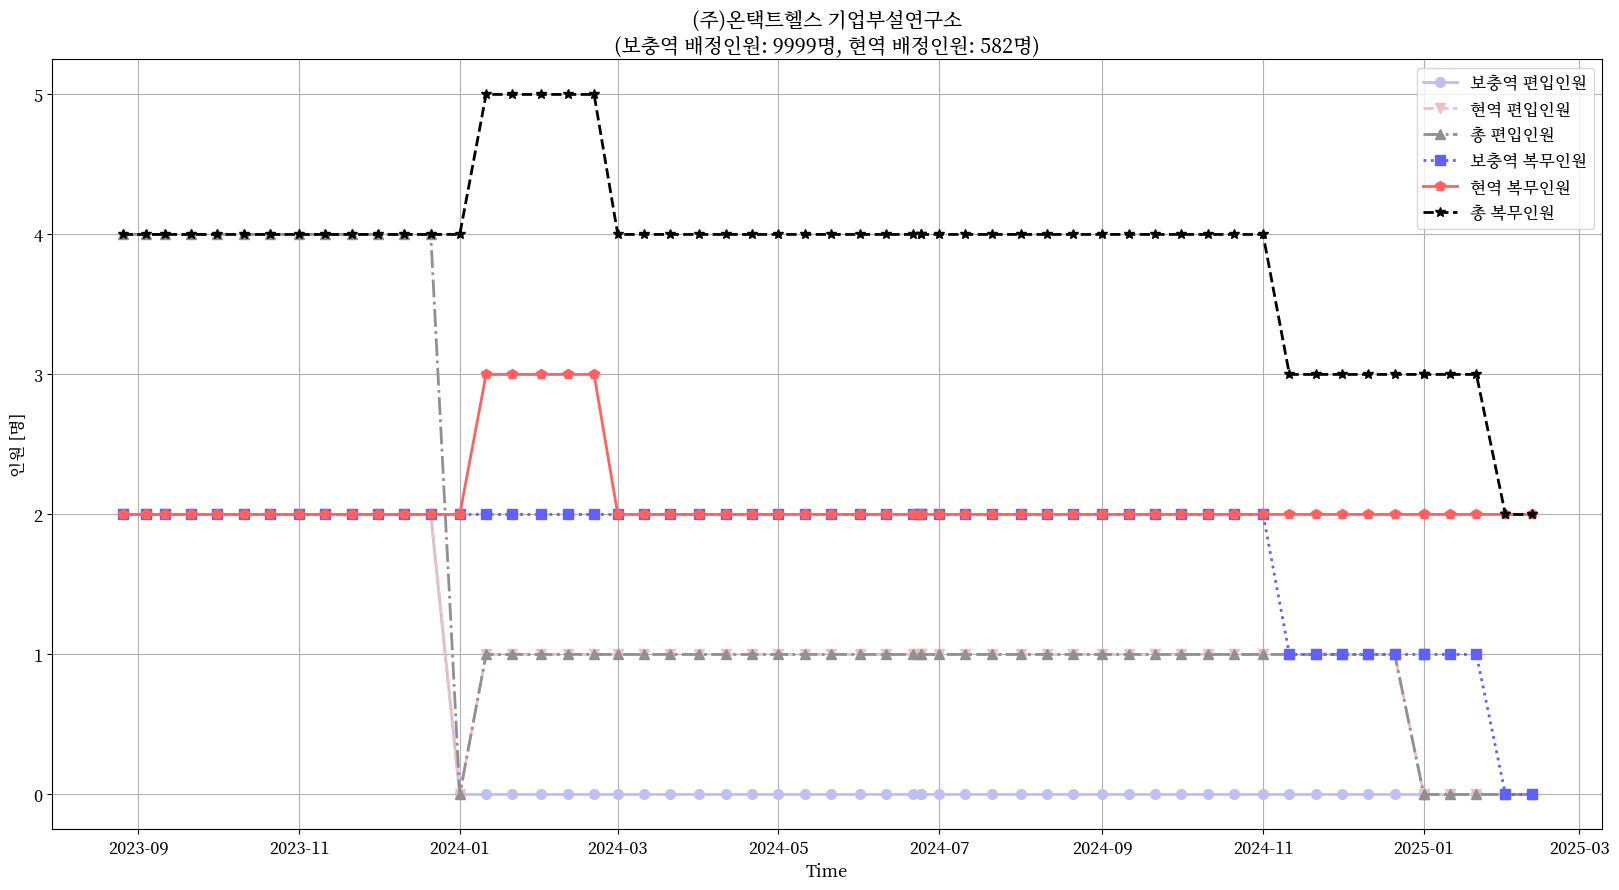 (주)온택트헬스 기업부설연구소
(보충역 배정인원: 9999명, 현역 배정인원: 582명)
보충역 편입인원
현역 편입인원
총 편입인원
보충역 복무인원
현역 복무인원
총 복무인원
인원 [명]
5
4
3
2
1
0
2023-09
2023-11
2024-01
2024-03
2024-05
2024-07
2024-09
2024-11
2025-01
2025-03
Time